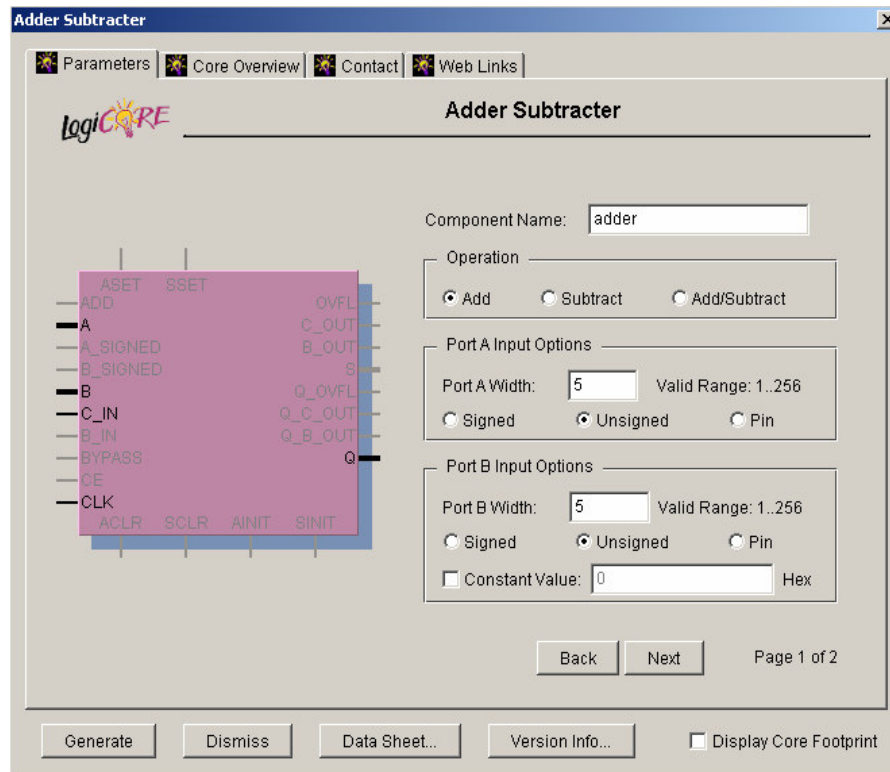 Adder Subtracter
Parameters Core Overview Contact Web Links
LogiCORE
Adder Subtracter
Component Name: adder
Operation
Add Subtract Add/Subtract
Port A Input Options
Port A Width: 5 Valid Range: 1..256
Signed Unsigned Pin
Port B Input Options
Port B Width: 5 Valid Range: 1..256
Signed Unsigned Pin
Constant Value: 0 Hex
ASET SSET
ADD OVFL
A C_OUT
A_SIGNED B_OUT
B_SIGNED S
B Q_OVFL
C_IN Q_C_OUT
B_IN Q_B_OUT
BYPASS Q
CE
CLK
ACLR SCLR AINIT SINIT
Back Next Page 1 of 2
Generate Dismiss Data Sheet... Version Info... Display Core Footprint